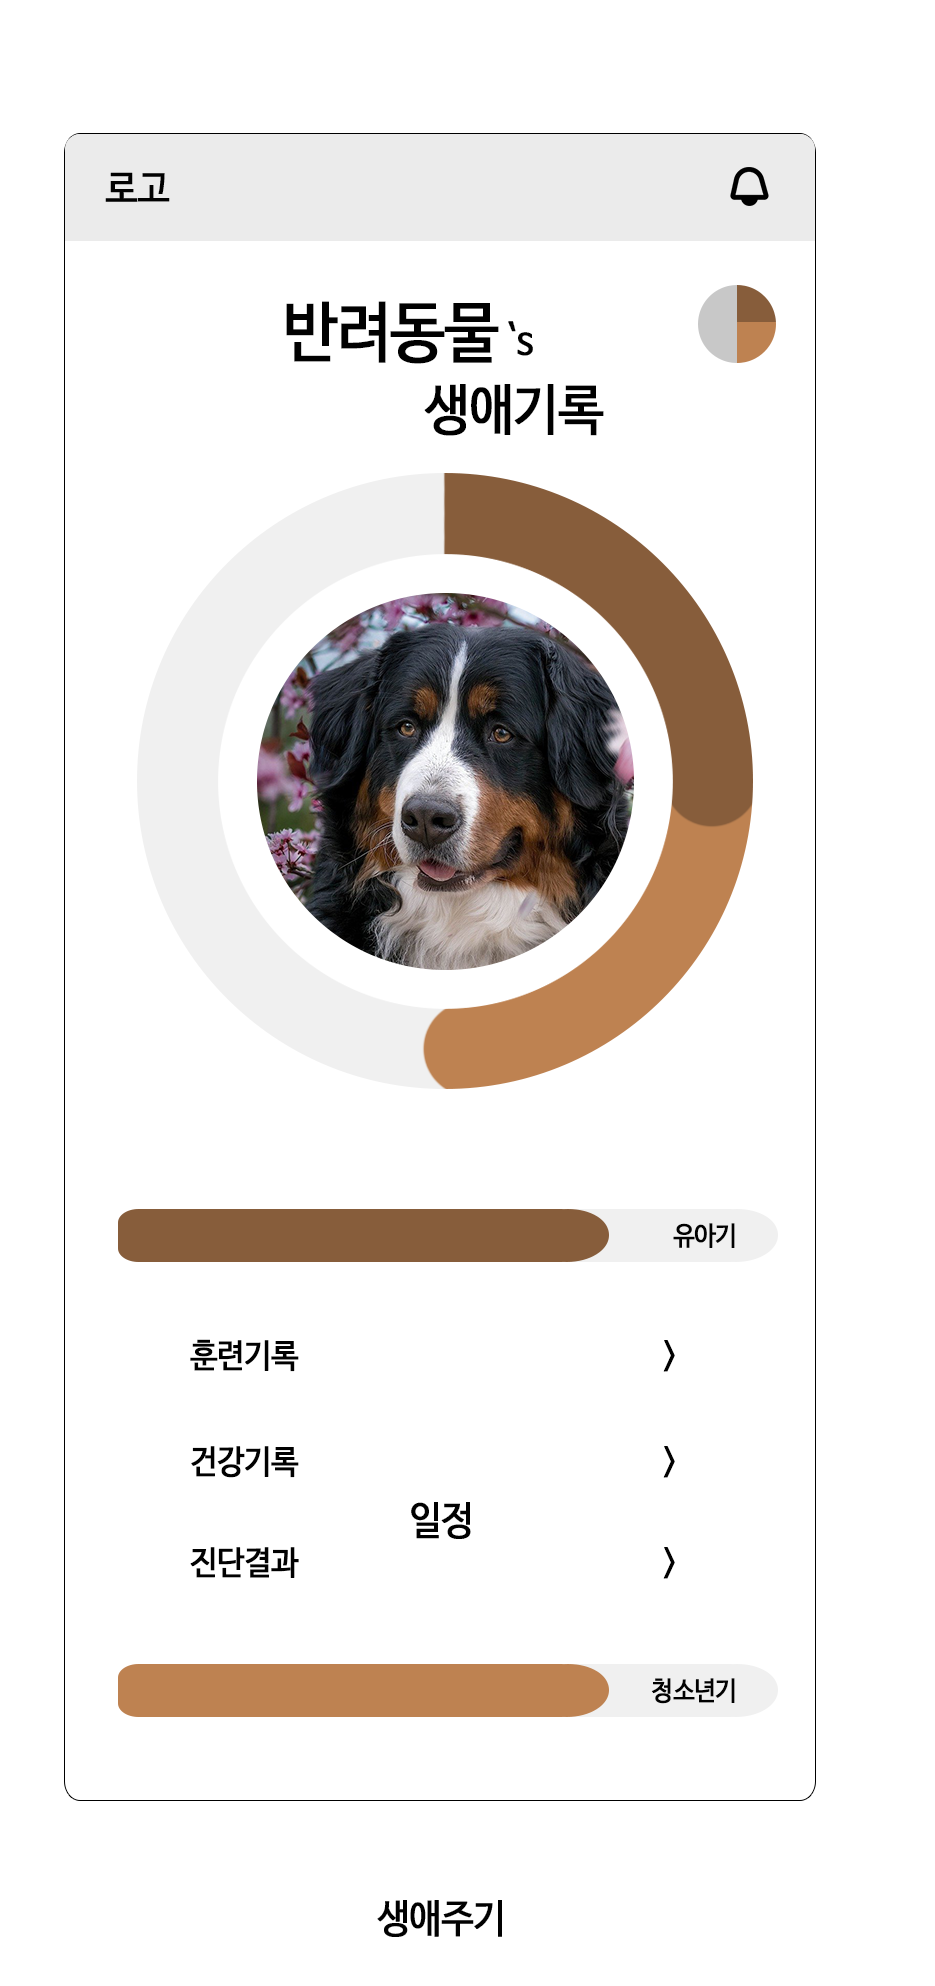 로고
반려동물 ‵s
생애기록
유아기
훈련기록 〉
건강기록 〉
일정
진단결과 〉
청소년기
생애주기